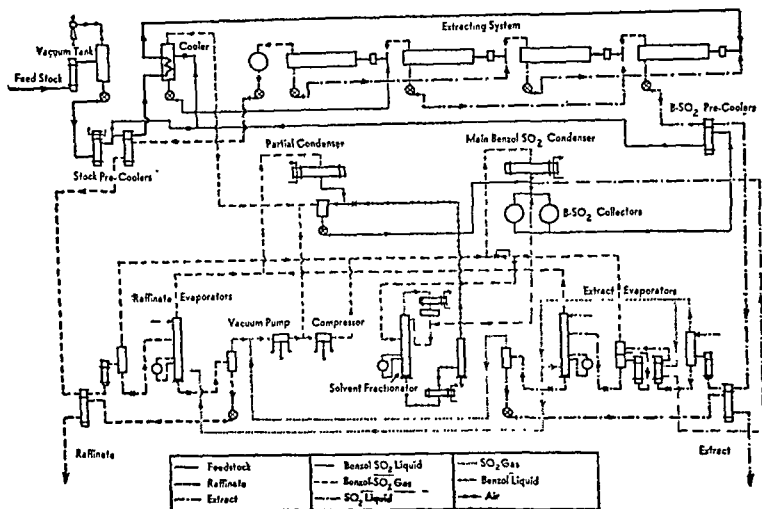 Extracting System
Vacuum Tank
Cooler
Feed Stock
B-SO₂ Pre-Coolers
Partial Condenser
Main Benzol SO₂ Condenser
Stock Pre-Coolers
B-SO₂ Collectors
Raffinate Evaporators
Extract Evaporators
Vacuum Pump
Compressor
Solvent Fractionator
Raffinate
Extract
Feedstock
Raffinate
Extract
Benzol SO₂ Liquid
Benzol-SO₂ Gas
SO₂ Liquid
SO₂ Gas
Benzol Liquid
Air